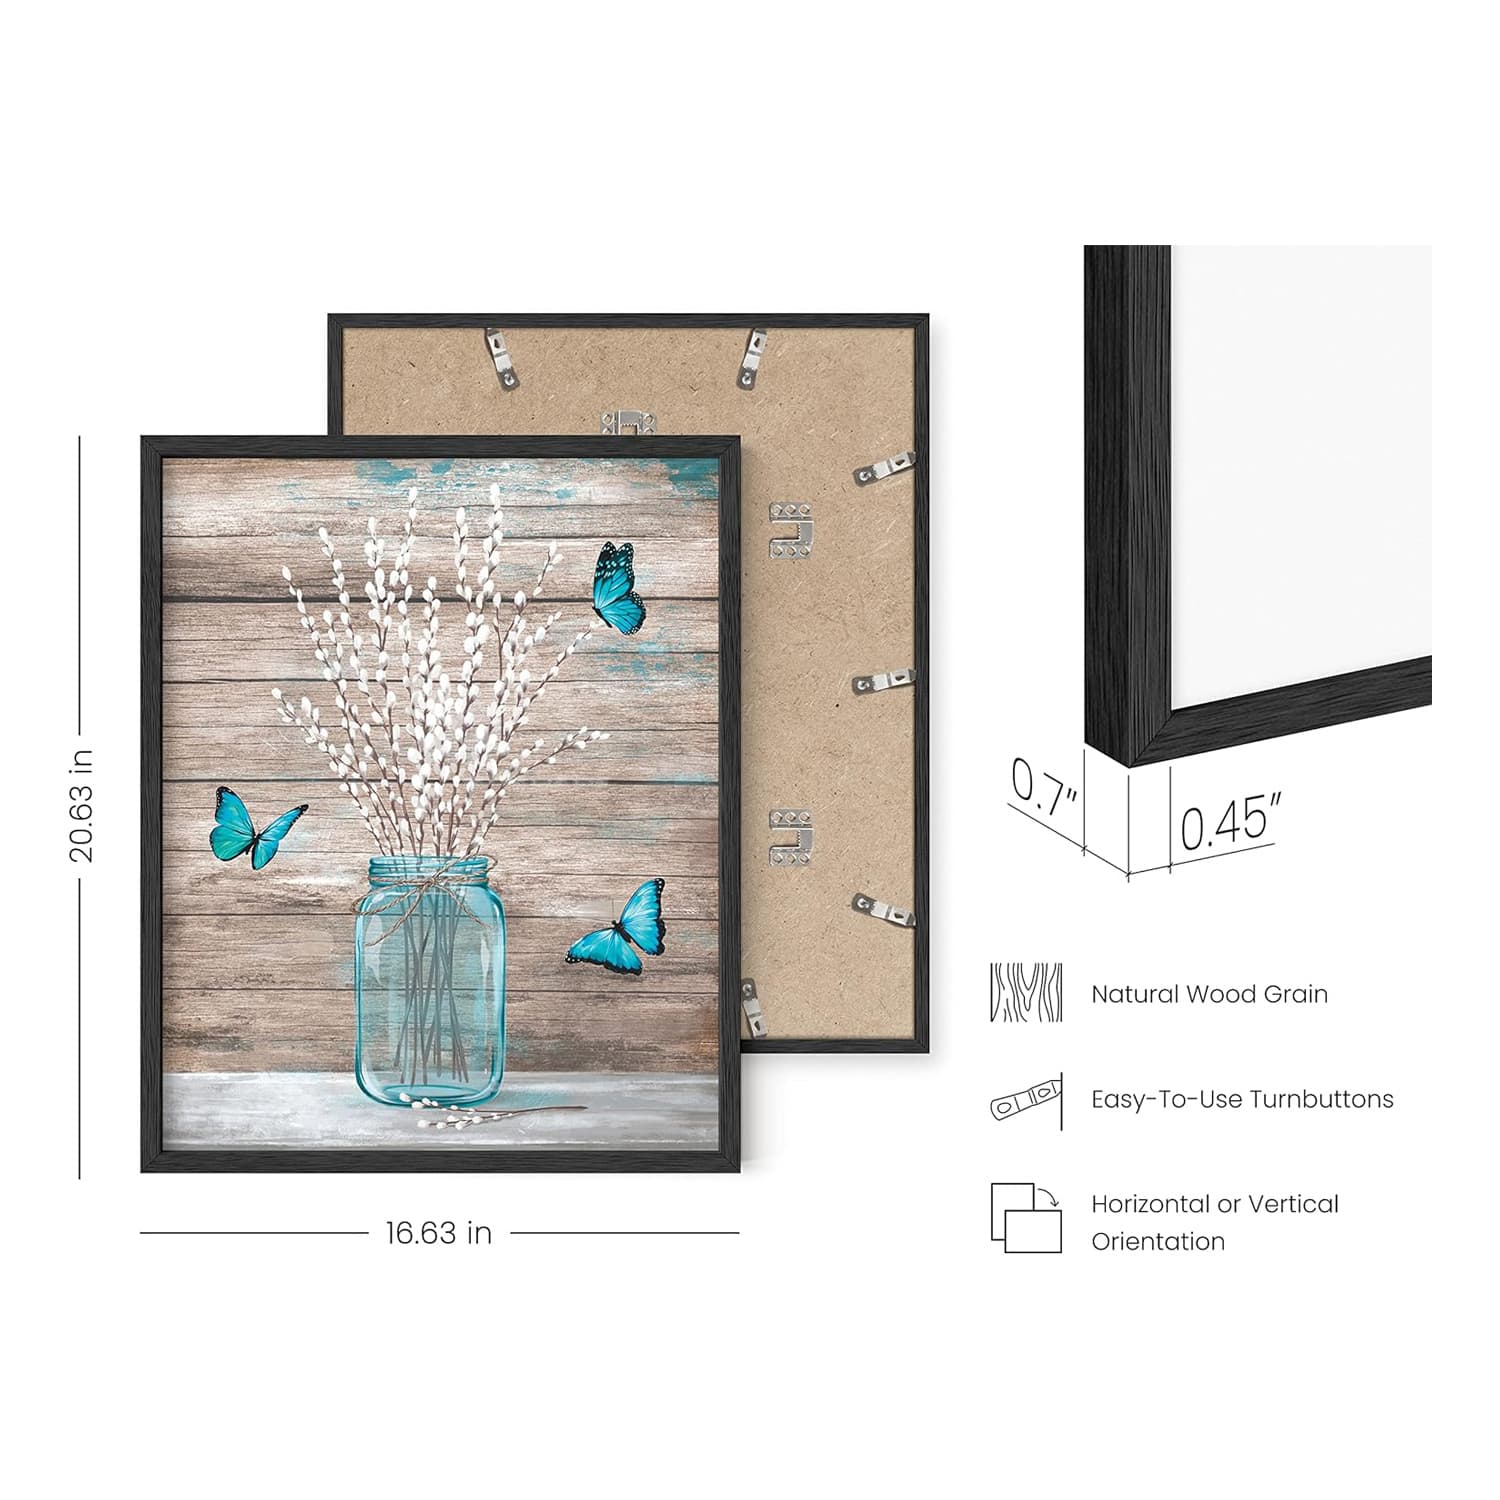 20.63 in
16.63 in
0.7"
0.45"
Natural Wood Grain
Easy-To-Use Turnbuttons
Horizontal or Vertical
Orientation